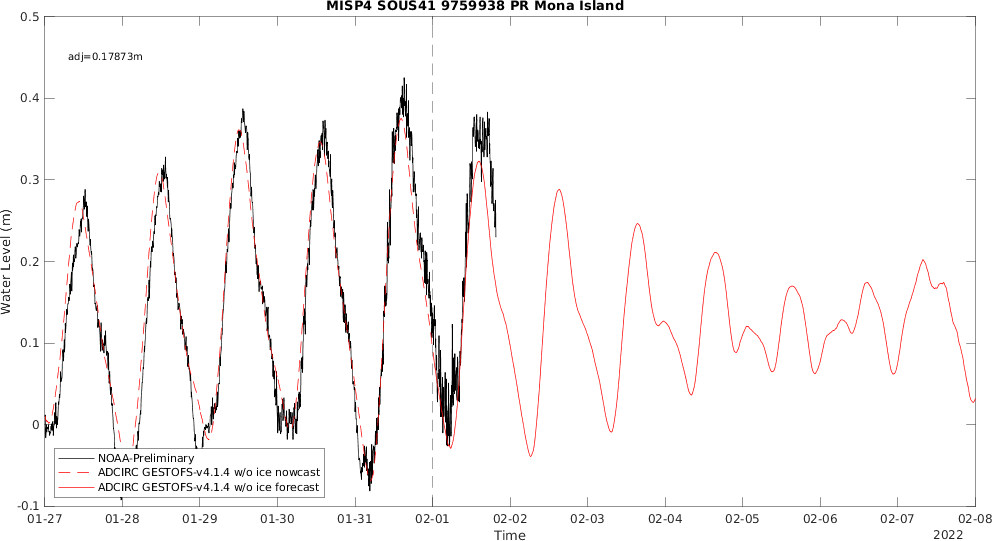 MISP4 SOUS41 9759938 PR Mona Island
adj=0.17873m
Water Level (m)
0.5
0.4
0.3
0.2
0.1
0
-0.1
NOAA-Preliminary
ADCIRC GESTOFS-v4.1.4 w/o ice nowcast
ADCIRC GESTOFS-v4.1.4 w/o ice forecast
01-27 01-28 01-29 01-30 01-31 02-01 02-02 02-03 02-04 02-05 02-06 02-07 02-08
Time
2022